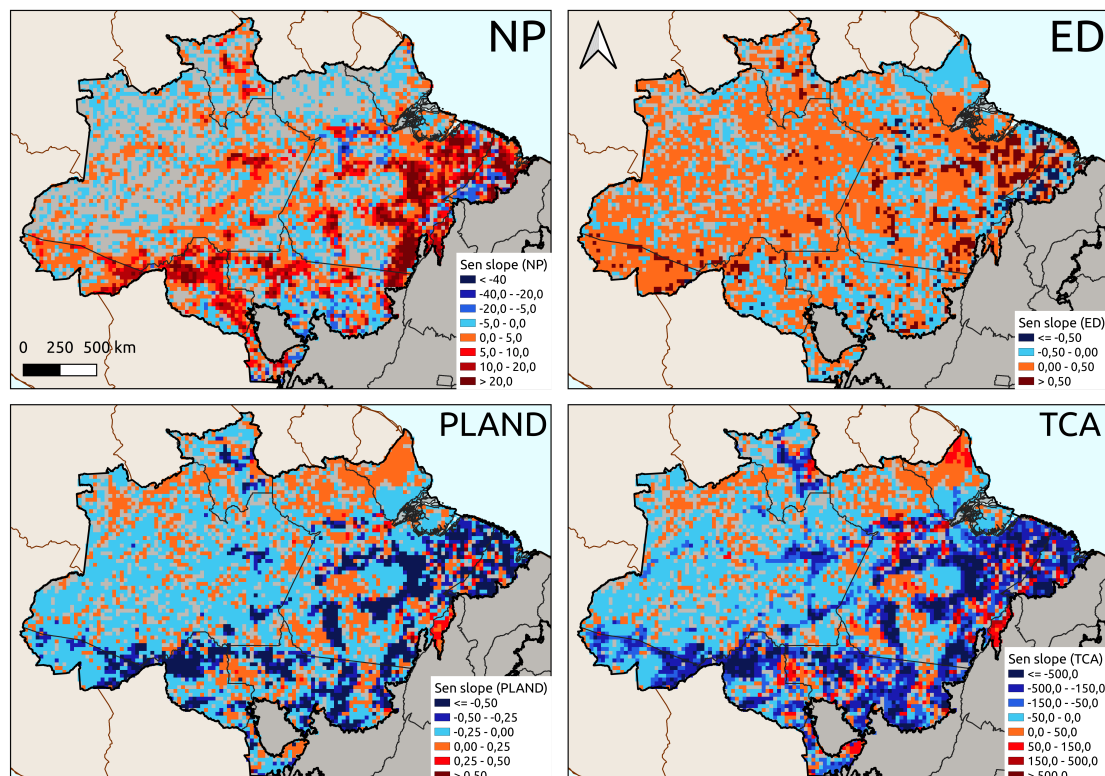 NP
Sen slope (NP)
< -40
-40,0 - -20,0
-20,0 - -5,0
-5,0 - 0,0
0,0 - 5,0
5,0 - 10,0
10,0 - 20,0
> 20,0
0 250 500 km
ED
Sen slope (ED)
<= -0,50
-0,50 - 0,00
0,00 - 0,50
> 0,50
PLAND
Sen slope (PLAND)
<= -0,50
-0,50 - -0,25
-0,25 - 0,00
0,00 - 0,25
0,25 - 0,50
> 0,50
TCA
Sen slope (TCA)
<= -500,0
-500,0 - -150,0
-150,0 - -50,0
-50,0 - 0,0
0,0 - 50,0
50,0 - 150,0
150,0 - 500,0
> 500,0